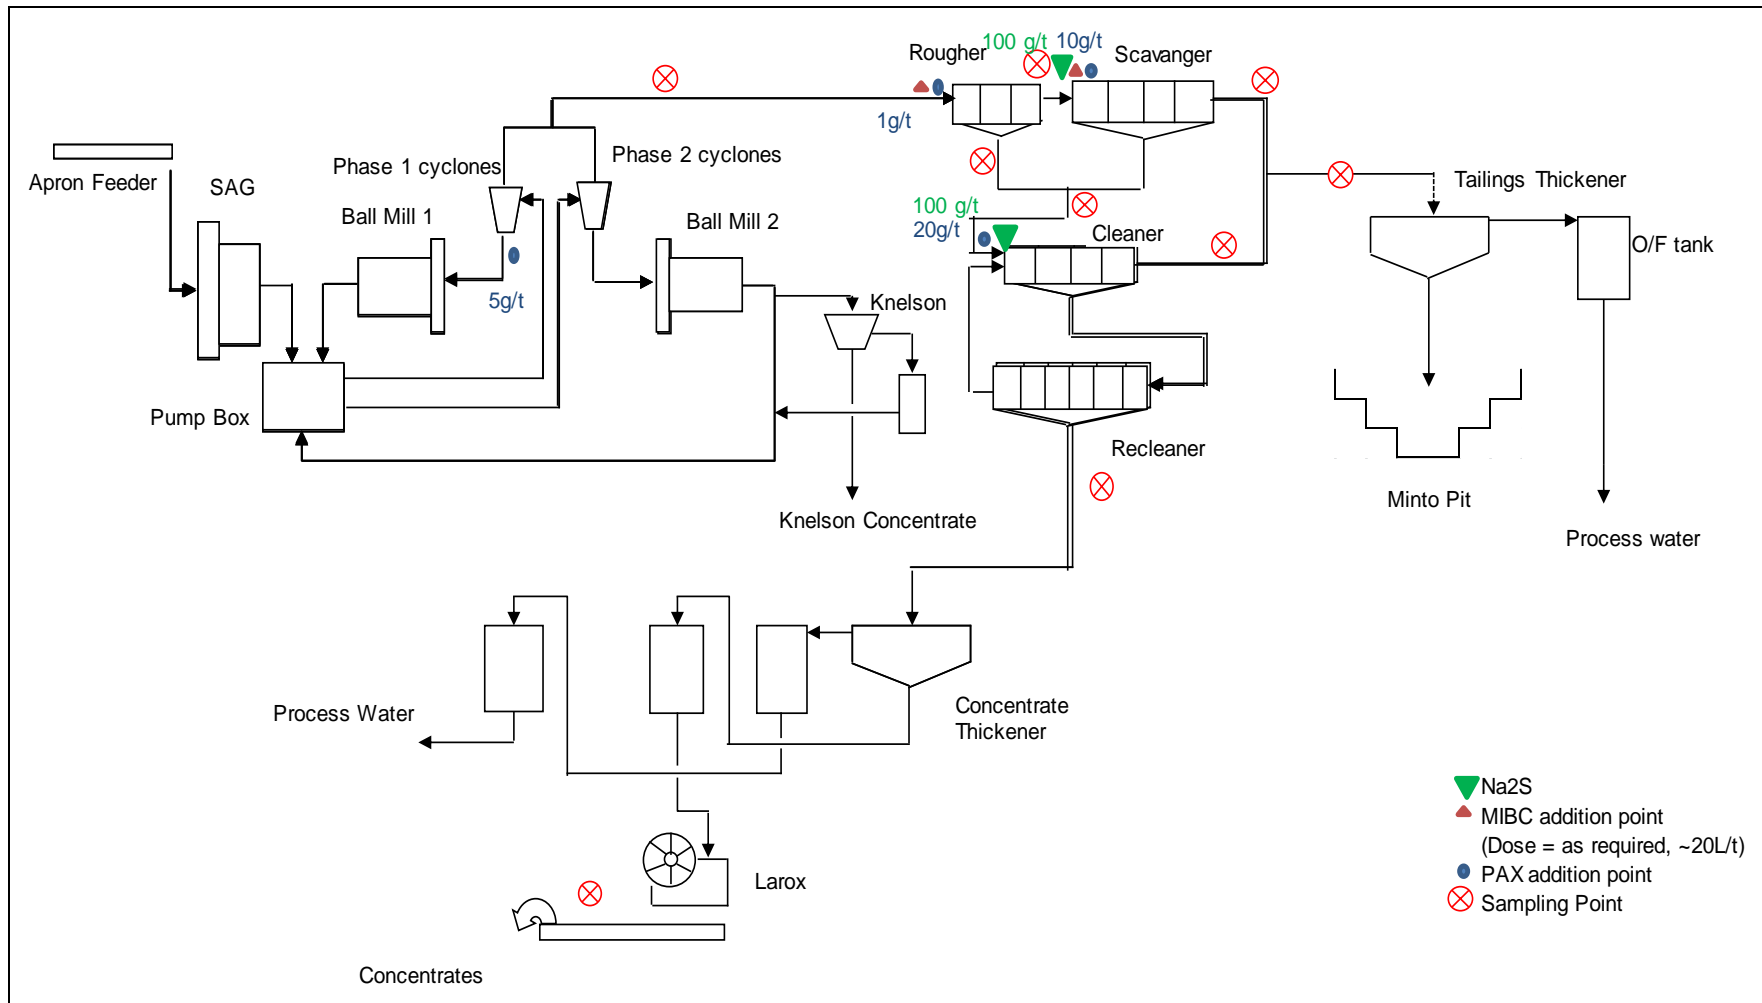 100 g/t
10g/t
Rougher
Scavanger
1g/t
Phase 1 cyclones
Phase 2 cyclones
Apron Feeder
SAG
Ball Mill 1
Ball Mill 2
5g/t
Pump Box
Knelson
Knelson Concentrate
100 g/t
20g/t
Cleaner
Recleaner
Tailings Thickener
O/F tank
Minto Pit
Process water
Process Water
Concentrate
Thickener
Larox
Concentrates
Na2S
MIBC addition point
(Dose = as required, ~20L/t)
PAX addition point
Sampling Point